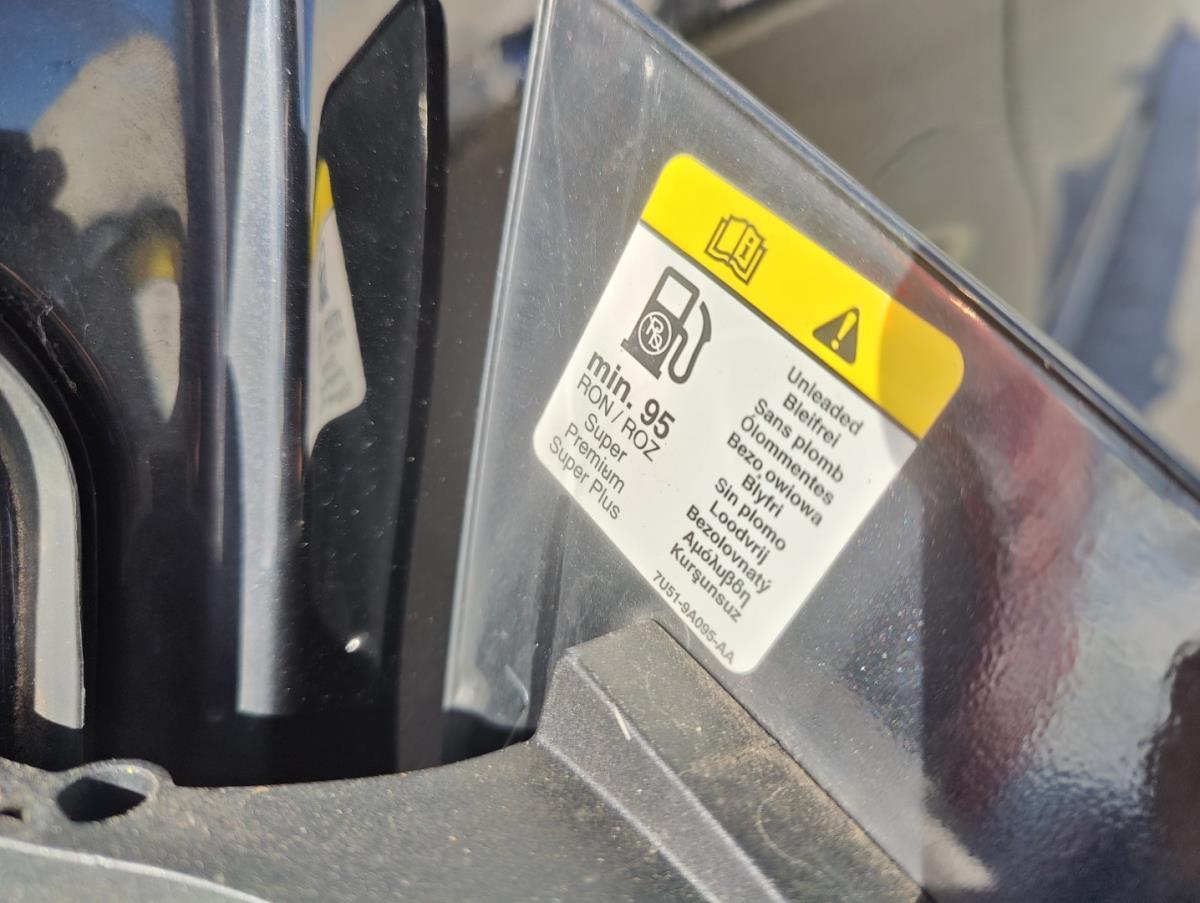 min. 95
RON / ROZ
Super
Premium
Super Plus
Unleaded
Bleifrei
Sans plomb
Ólommentes
Bezo owlowa
Blyfri
Sin plomo
Loodvrij
Bezolovnatý
Αμόλυβδη
Kurşunsuz
7U51-9A095-AA